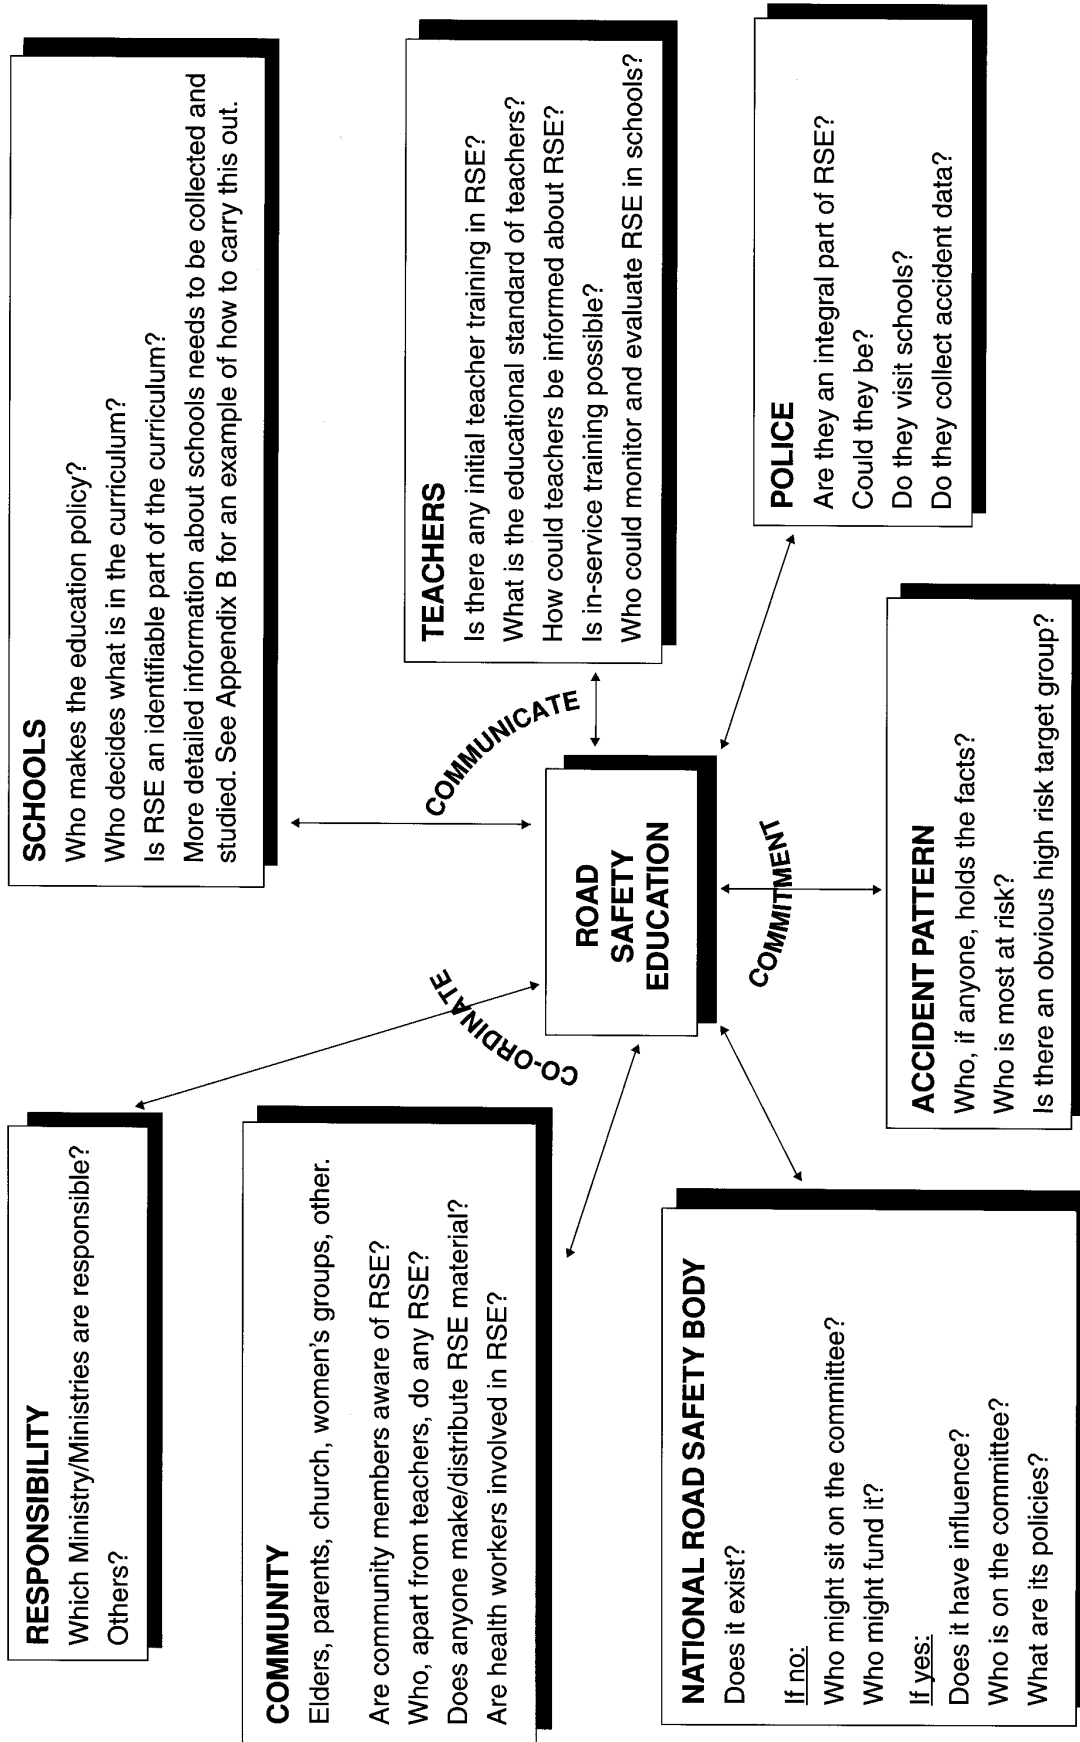 RESPONSIBILITY
Which Ministry/Ministries are responsible?
Others?
SCHOOLS
Who makes the education policy?
Who decides what is in the curriculum?
Is RSE an identifiable part of the curriculum?
More detailed information about schools needs to be collected and
studied. See Appendix B for an example of how to carry this out.
COMMUNITY
Elders, parents, church, women's groups, other.
Are community members aware of RSE?
Who, apart from teachers, do any RSE?
Does anyone make/distribute RSE material?
Are health workers involved in RSE?
CO-ORDINATE
COMMUNICATE
TEACHERS
Is there any initial teacher training in RSE?
What is the educational standard of teachers?
How could teachers be informed about RSE?
Is in-service training possible?
Who could monitor and evaluate RSE in schools?
ROAD
SAFETY
EDUCATION
COMMITMENT
NATIONAL ROAD SAFETY BODY
Does it exist?
If no:
Who might sit on the committee?
Who might fund it?
If yes:
Does it have influence?
Who is on the committee?
What are its policies?
ACCIDENT PATTERN
Who, if anyone, holds the facts?
Who is most at risk?
Is there an obvious high risk target group?
POLICE
Are they an integral part of RSE?
Could they be?
Do they visit schools?
Do they collect accident data?